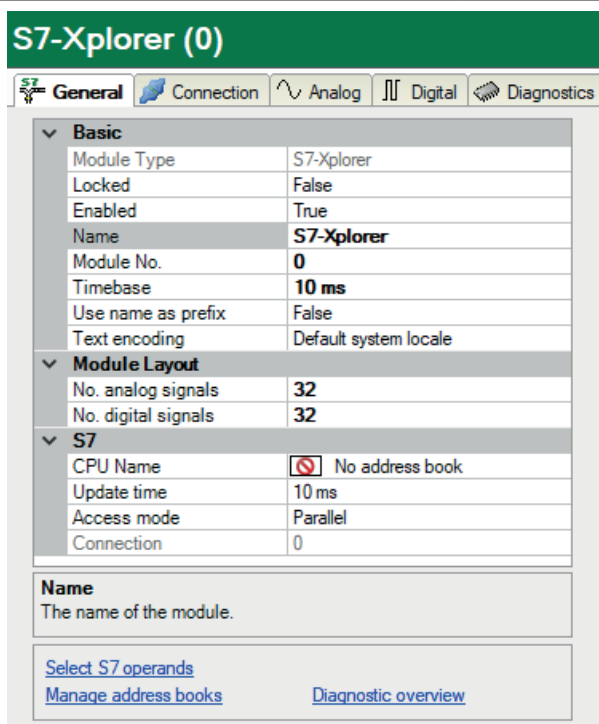 S7-Xplorer (0)
S7 General Connection Analog Digital Diagnostics
Basic
Module Type S7-Xplorer
Locked False
Enabled True
Name S7-Xplorer
Module No. 0
Timebase 10 ms
Use name as prefix False
Text encoding Default system locale
Module Layout
No. analog signals 32
No. digital signals 32
S7
CPU Name No address book
Update time 10 ms
Access mode Parallel
Connection 0
Name
The name of the module.
Select S7 operands
Manage address books Diagnostic overview